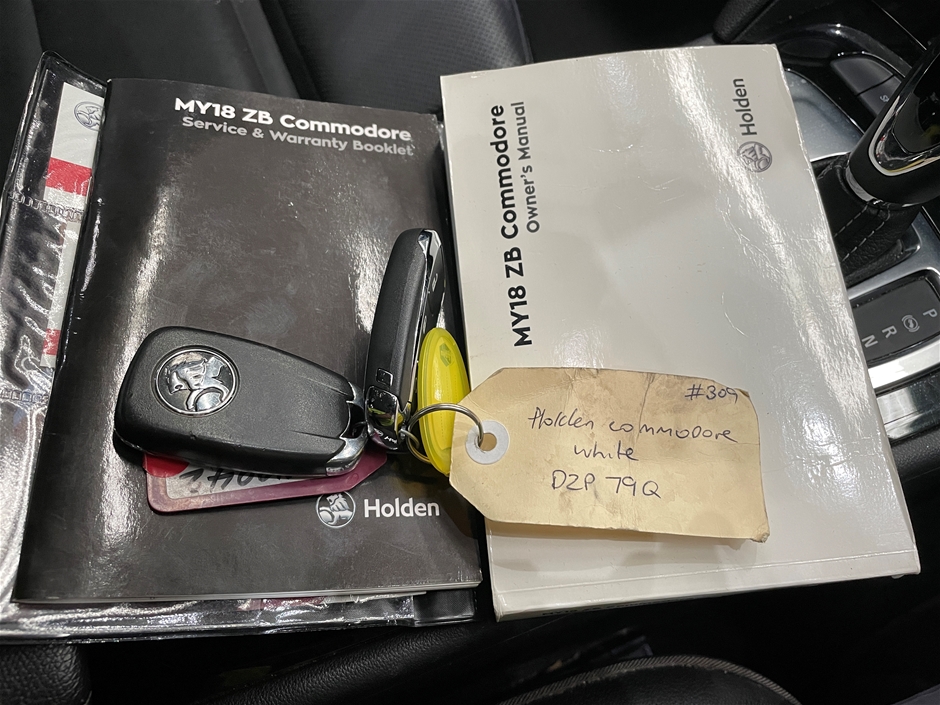 MY18 ZB Commodore
Service & Warranty Booklet
Holden
MY18 ZB Commodore
Owner's Manual
Holden
#309
Holden commodore
white
DZP 79Q
P
R
N